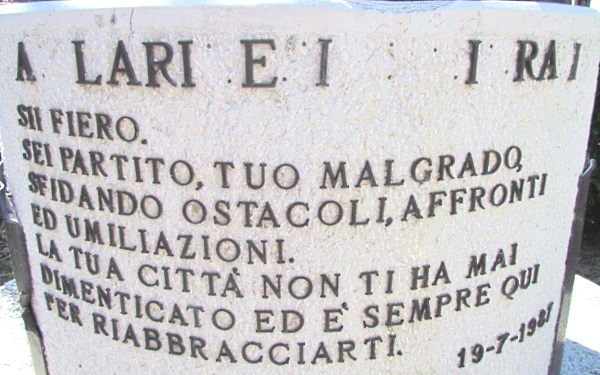 A LARI E I I RA I
SII FIERO.
SEI PARTITO, TUO MALGRADO,
SFIDANDO OSTACOLI, AFFRONTI
ED UMILIAZIONI.
LA TUA CITTÀ NON TI HA MAI
DIMENTICATO ED E' SEMPRE QUI
PER RIABBRACCIARTI.
19-7-1987